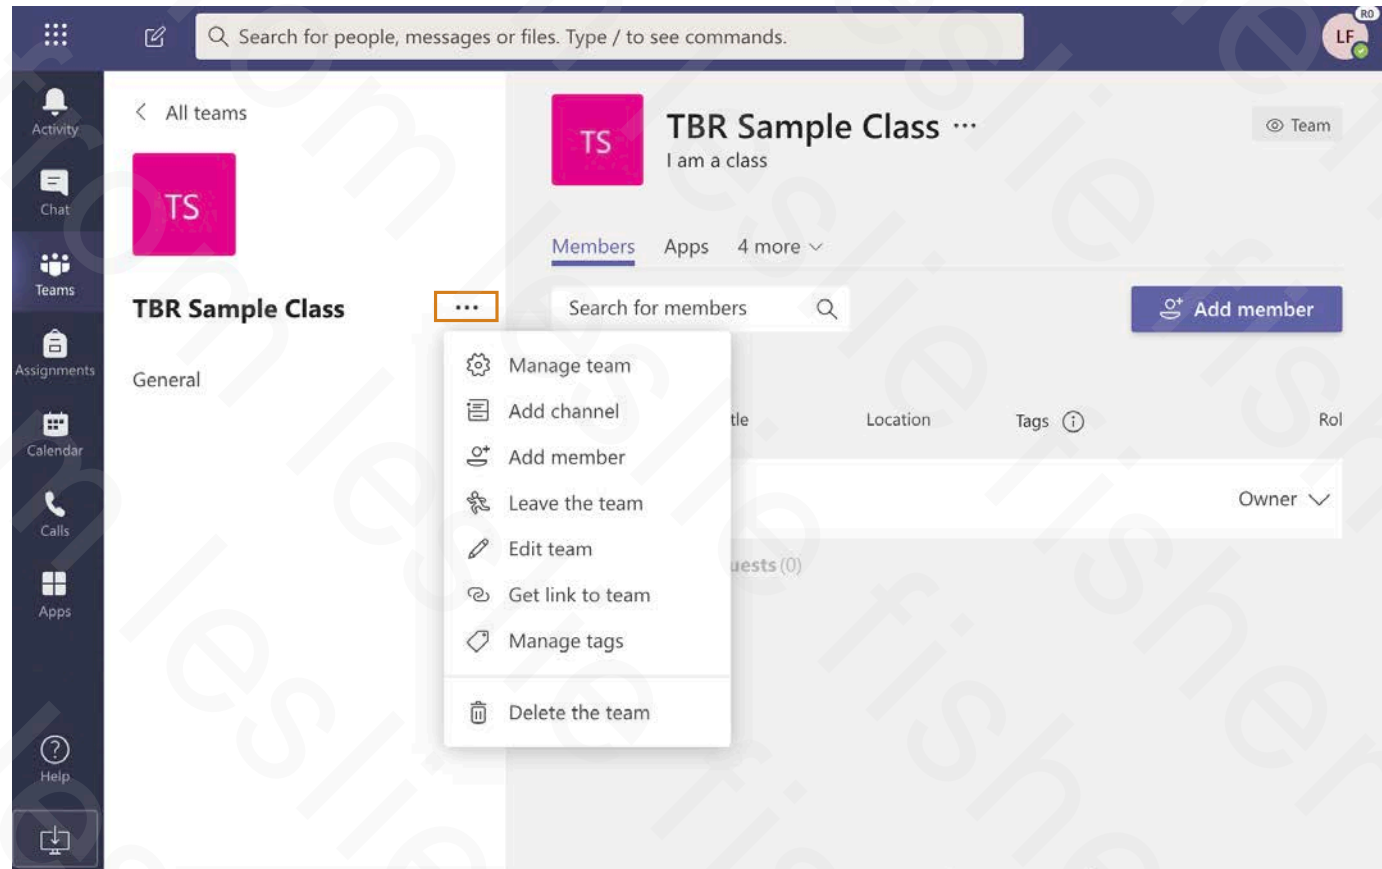 Search for people, messages or files. Type / to see commands.
RO
LF
Activity
Chat
Teams
Assignments
Calendar
Calls
Apps
Help
All teams
TS
TBR Sample Class ...
General
Manage team
Add channel
Add member
Leave the team
Edit team
Get link to team
Manage tags
Delete the team
TS
TBR Sample Class ...
I am a class
Team
Members Apps 4 more
Search for members
Add member
tle Location Tags Rol
Owner
uests (0)
from leslie fisher